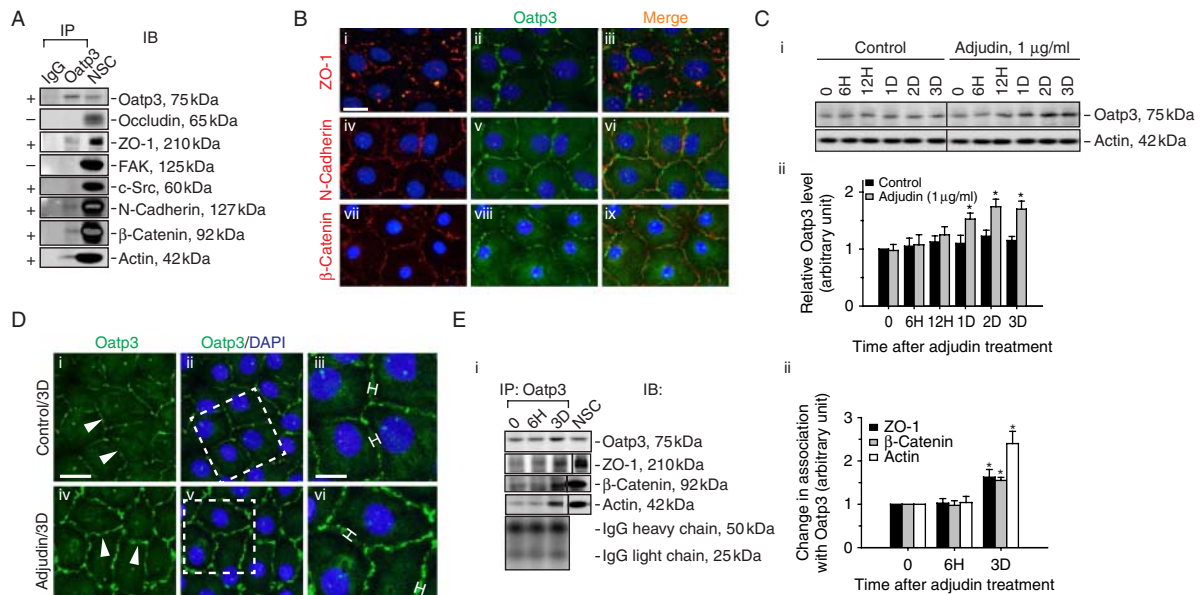 A
IP
IB
IgG
Oatp3
NSC
+ Oatp3, 75 kDa
– Occludin, 65 kDa
+ ZO-1, 210 kDa
– FAK, 125 kDa
+ c-Src, 60 kDa
+ N-Cadherin, 127 kDa
+ β-Catenin, 92 kDa
+ Actin, 42 kDa
B
Oatp3
Merge
ZO-1
i
ii
iii
N-Cadherin
iv
v
vi
β-Catenin
vii
viii
ix
C
i
Control
Adjudin, 1 μg/ml
0 6H 12H 1D 2D 3D 0 6H 12H 1D 2D 3D
Oatp3, 75 kDa
Actin, 42 kDa
ii
Control
Adjudin (1 μg/ml)
Relative Oatp3 level
(arbitrary unit)
2
1
0
* * *
0 6H 12H 1D 2D 3D
Time after adjudin treatment
D
Oatp3
Oatp3/DAPI
Control/3D
i
ii
iii
H
H
Adjudin/3D
iv
v
vi
H
H
E
i
IP: Oatp3
IB:
0 6H 3D NSC
Oatp3, 75 kDa
ZO-1, 210 kDa
β-Catenin, 92 kDa
Actin, 42 kDa
IgG heavy chain, 50 kDa
IgG light chain, 25 kDa
ii
ZO-1
β-Catenin
Actin
Change in association
with Oatp3 (arbitrary unit)
3
2
1
0
* * *
0 6H 3D
Time after adjudin treatment